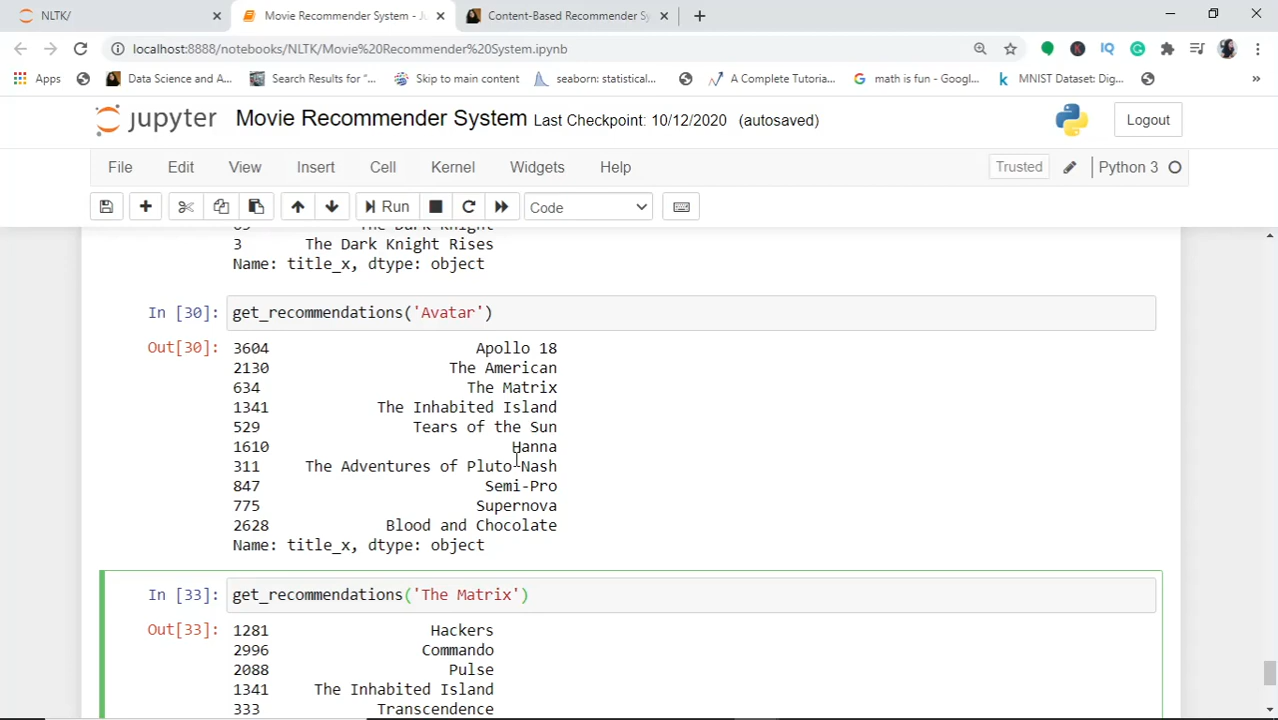 NLTK/
Movie Recommender System - Ju
Content-Based Recommender Sy
localhost:8888/notebooks/NLTK/Movie%20Recommender%20System.ipynb
Apps
Data Science and A...
Search Results for "...
Skip to main content
seaborn: statistical...
A Complete Tutoria...
math is fun - Googl...
MNIST Dataset: Dig...
»
jupyter Movie Recommender System Last Checkpoint: 10/12/2020 (autosaved)
Logout
File Edit View Insert Cell Kernel Widgets Help
Trusted
Python 3
Run
Code
65 The Dark Knight
3 The Dark Knight Rises
Name: title_x, dtype: object
In [30]: get_recommendations('Avatar')
Out[30]: 3604 Apollo 18
2130 The American
634 The Matrix
1341 The Inhabited Island
529 Tears of the Sun
1610 Hanna
311 The Adventures of Pluto Nash
847 Semi-Pro
775 Supernova
2628 Blood and Chocolate
Name: title_x, dtype: object
In [33]: get_recommendations('The Matrix')
Out[33]: 1281 Hackers
2996 Commando
2088 Pulse
1341 The Inhabited Island
333 Transcendence